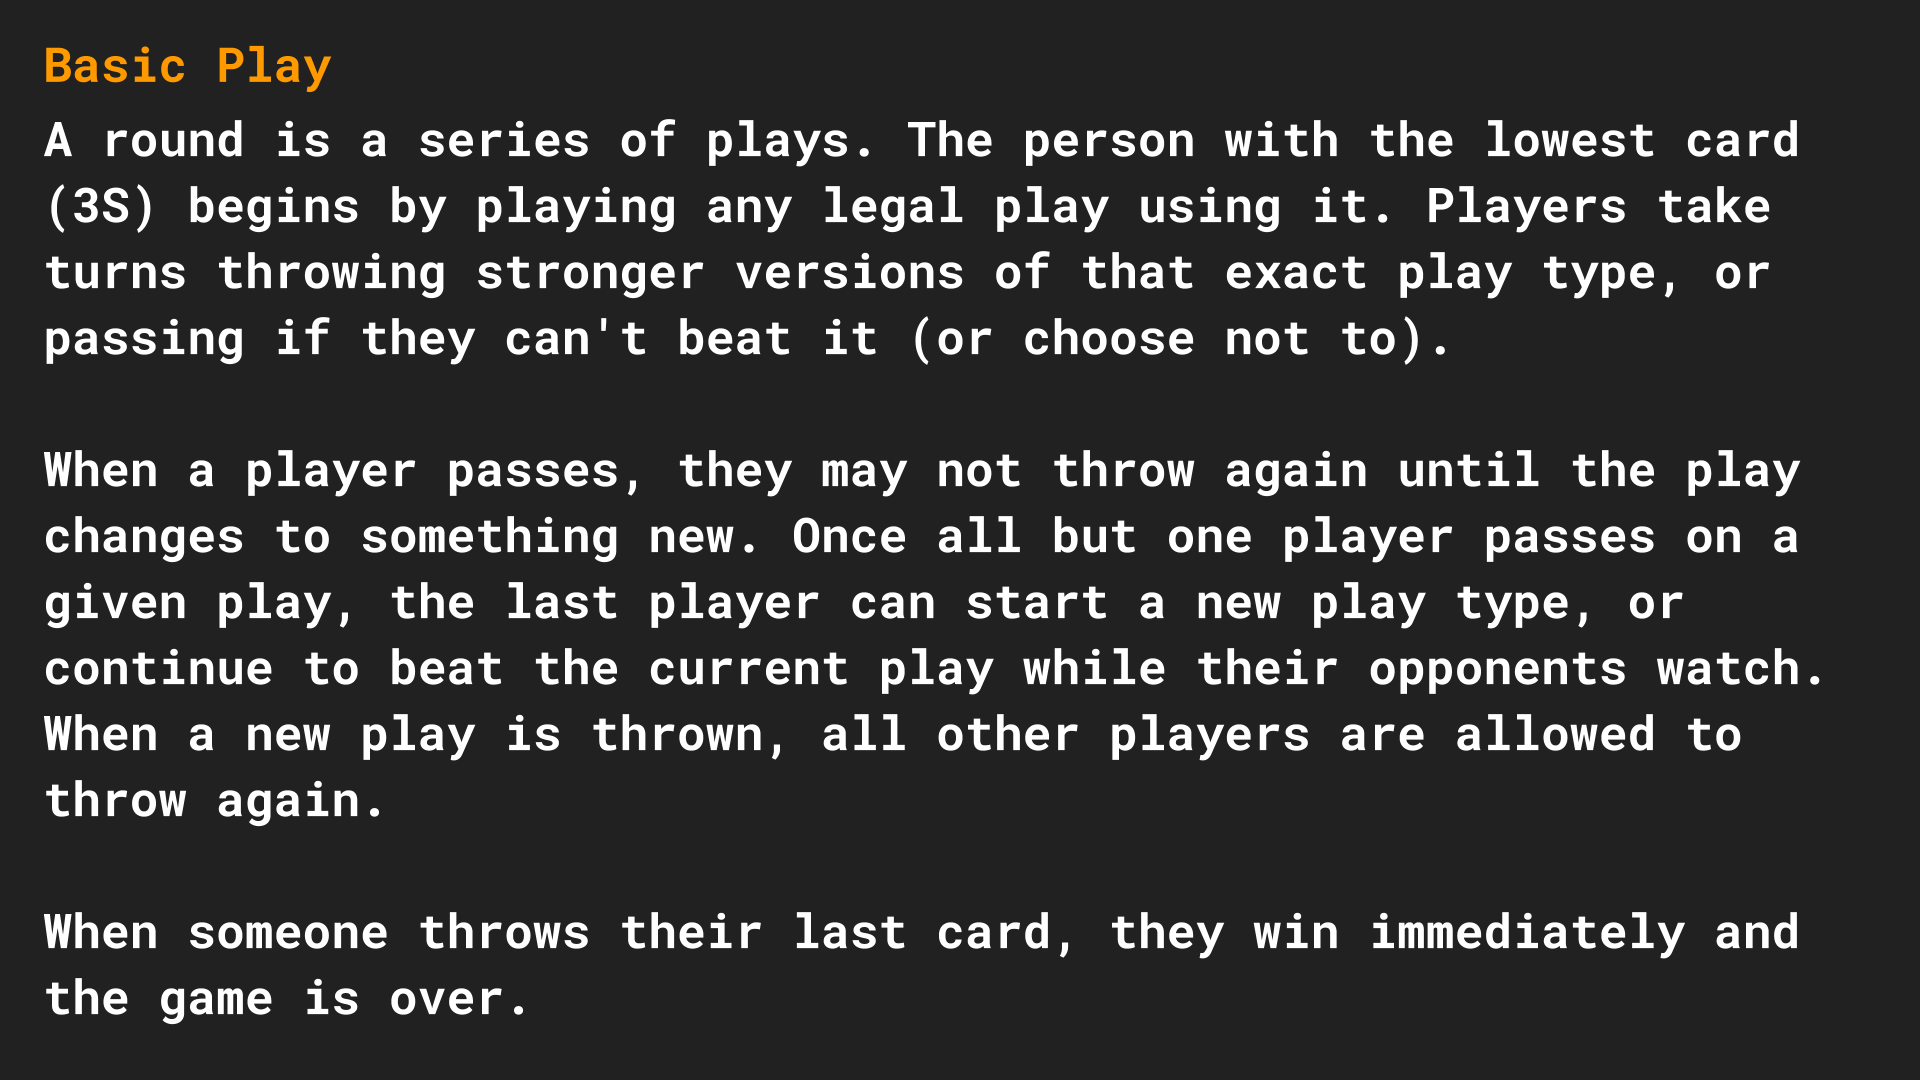 Basic Play
A round is a series of plays. The person with the lowest card
(3S) begins by playing any legal play using it. Players take
turns throwing stronger versions of that exact play type, or
passing if they can't beat it (or choose not to).
When a player passes, they may not throw again until the play
changes to something new. Once all but one player passes on a
given play, the last player can start a new play type, or
continue to beat the current play while their opponents watch.
When a new play is thrown, all other players are allowed to
throw again.
When someone throws their last card, they win immediately and
the game is over.